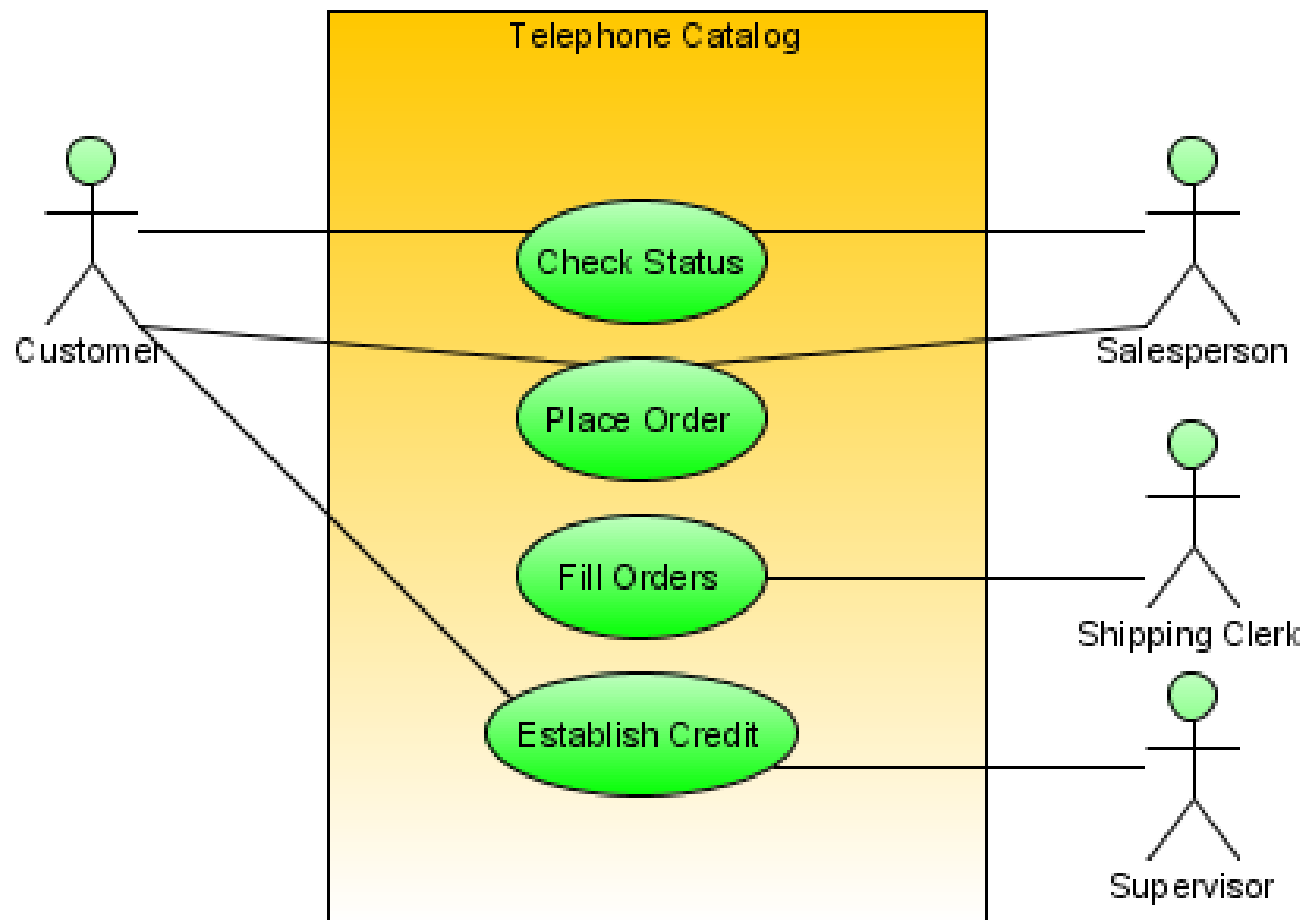 Telephone Catalog
Check Status
Customer
Salesperson
Place Order
Fill Orders
Shipping Clerk
Establish Credit
Supervisor